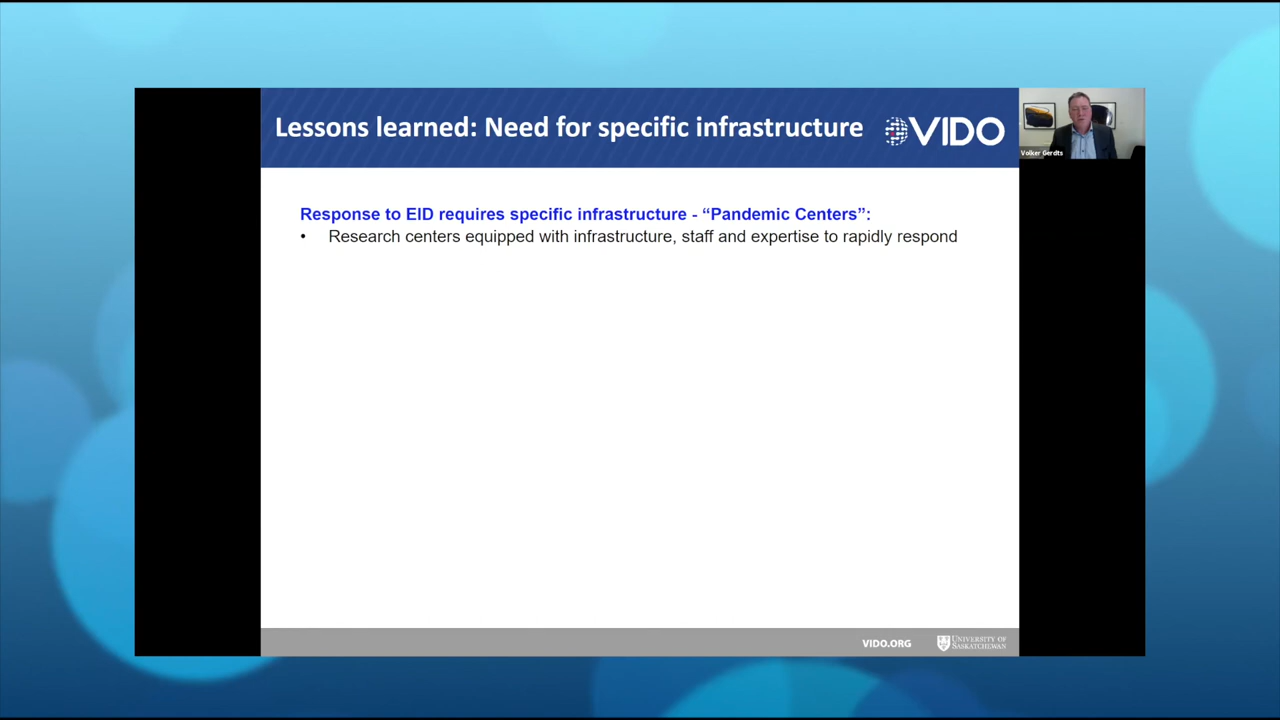 Lessons learned: Need for specific infrastructure
VIDO
Volker Gerdts
Response to EID requires specific infrastructure - “Pandemic Centers”:
• Research centers equipped with infrastructure, staff and expertise to rapidly respond
VIDO.ORG
UNIVERSITY OF
SASKATCHEWAN